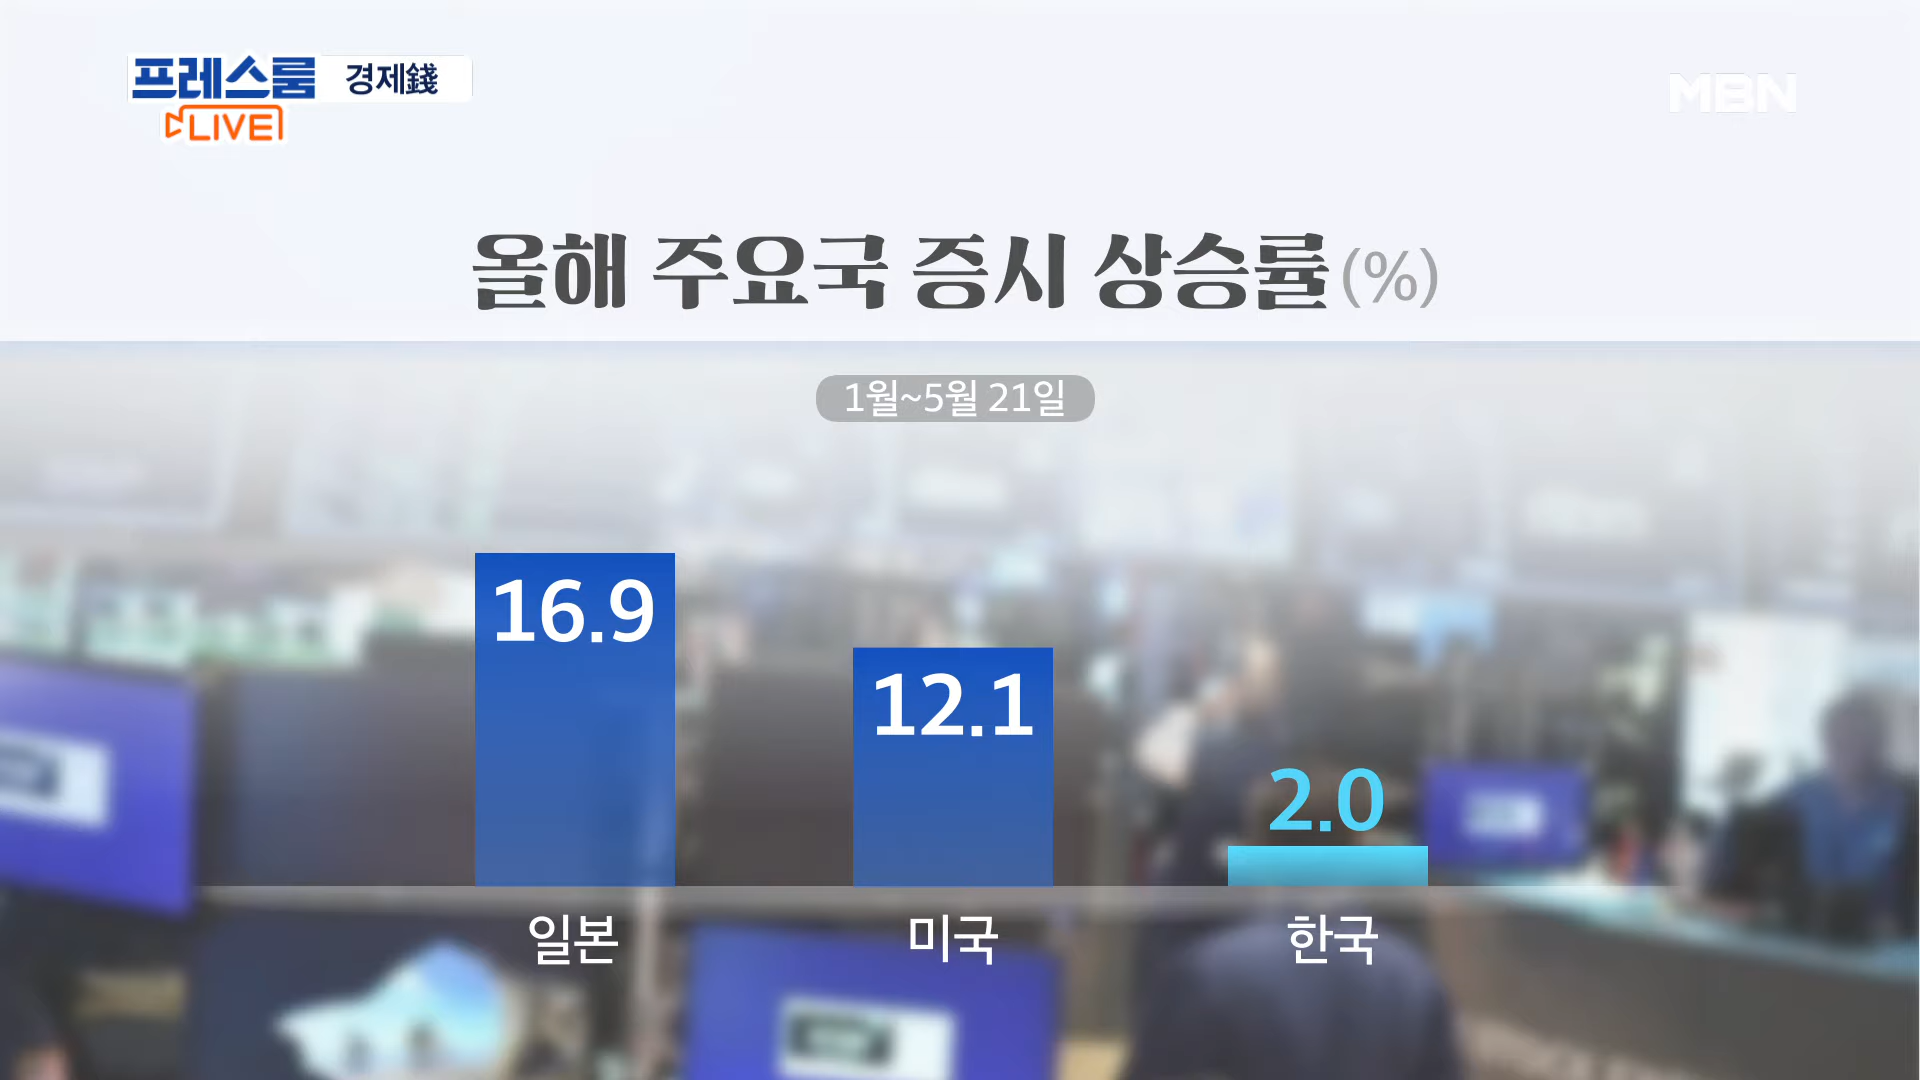 프레스룸 경제錢
LIVE
MBN
올해 주요국 증시 상승률(%)
1월~5월 21일
16.9
12.1
2.0
일본
미국
한국